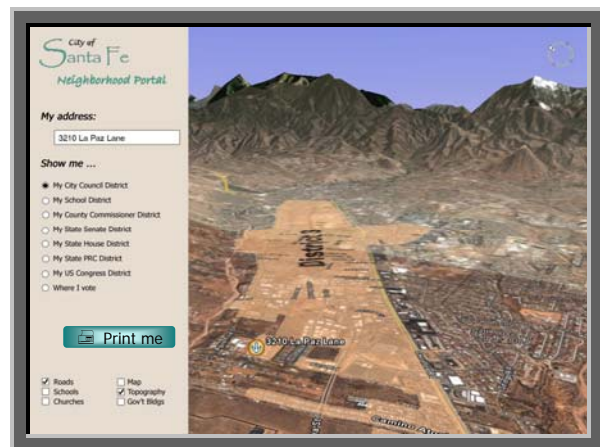 City of
Santa Fe
Neighborhood Portal
My address:
3210 La Paz Lane
Show me ...
My City Council District
My School District
My County Commissioner District
My State Senate District
My State House District
My State PRC District
My US Congress District
Where I vote
Print me
Roads
Map
Schools
Topography
Churches
Gov't Bldgs
3210 La Paz Lane
Camino